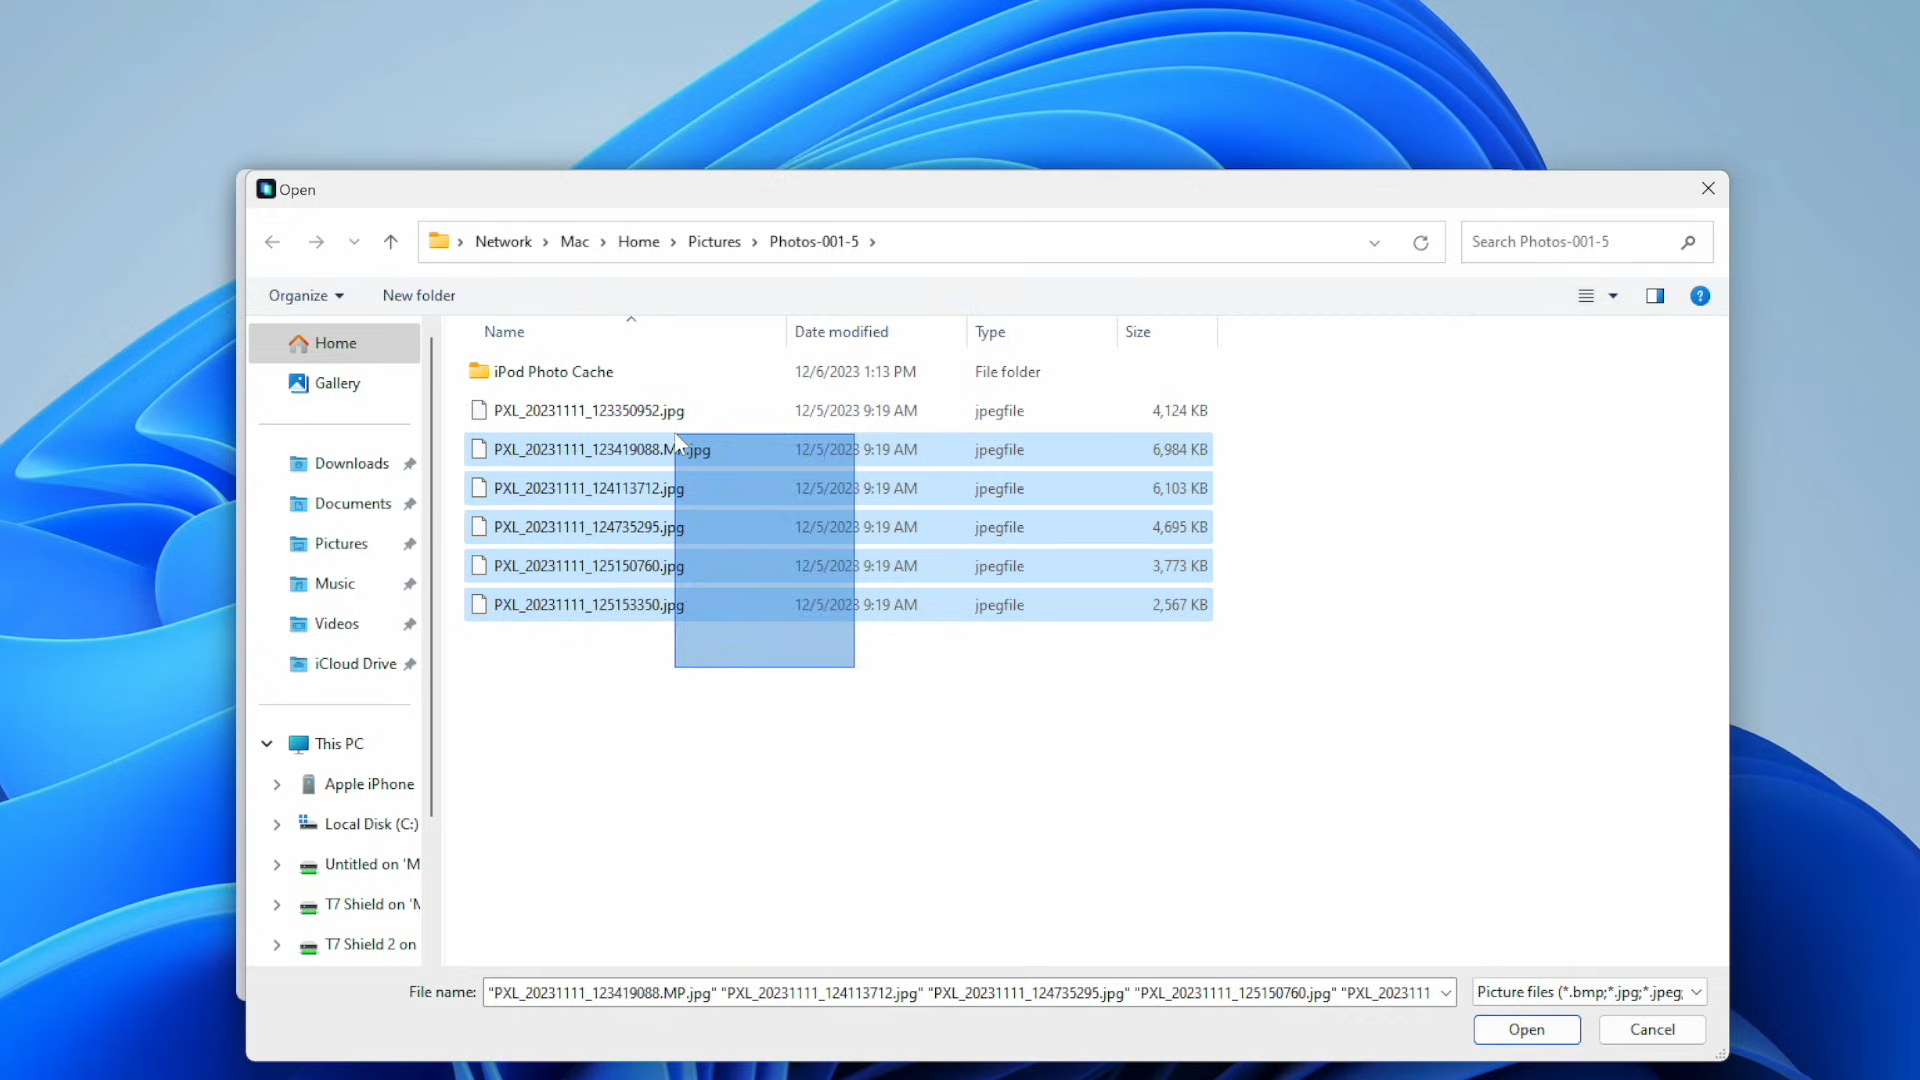 Open
Network > Mac > Home > Pictures > Photos-001-5 >
Search Photos-001-5
Organize
New folder
Home
Gallery
Downloads
Documents
Pictures
Music
Videos
iCloud Drive
This PC
Apple iPhone
Local Disk (C:)
Untitled on 'M
T7 Shield on 'M
T7 Shield 2 on
Name Date modified Type Size
iPod Photo Cache 12/6/2023 1:13 PM File folder
PXL_20231111_123350952.jpg 12/5/2023 9:19 AM jpegfile 4,124 KB
PXL_20231111_123419088.MP.jpg 12/5/2023 9:19 AM jpegfile 6,984 KB
PXL_20231111_124113712.jpg 12/5/2023 9:19 AM jpegfile 6,103 KB
PXL_20231111_124735295.jpg 12/5/2023 9:19 AM jpegfile 4,695 KB
PXL_20231111_125150760.jpg 12/5/2023 9:19 AM jpegfile 3,773 KB
PXL_20231111_125153350.jpg 12/5/2023 9:19 AM jpegfile 2,567 KB
File name: "PXL_20231111_123419088.MP.jpg" "PXL_20231111_124113712.jpg" "PXL_20231111_124735295.jpg" "PXL_20231111_125150760.jpg" "PXL_2023111
Picture files (*.bmp;*.jpg;*.jpeg;
Open
Cancel